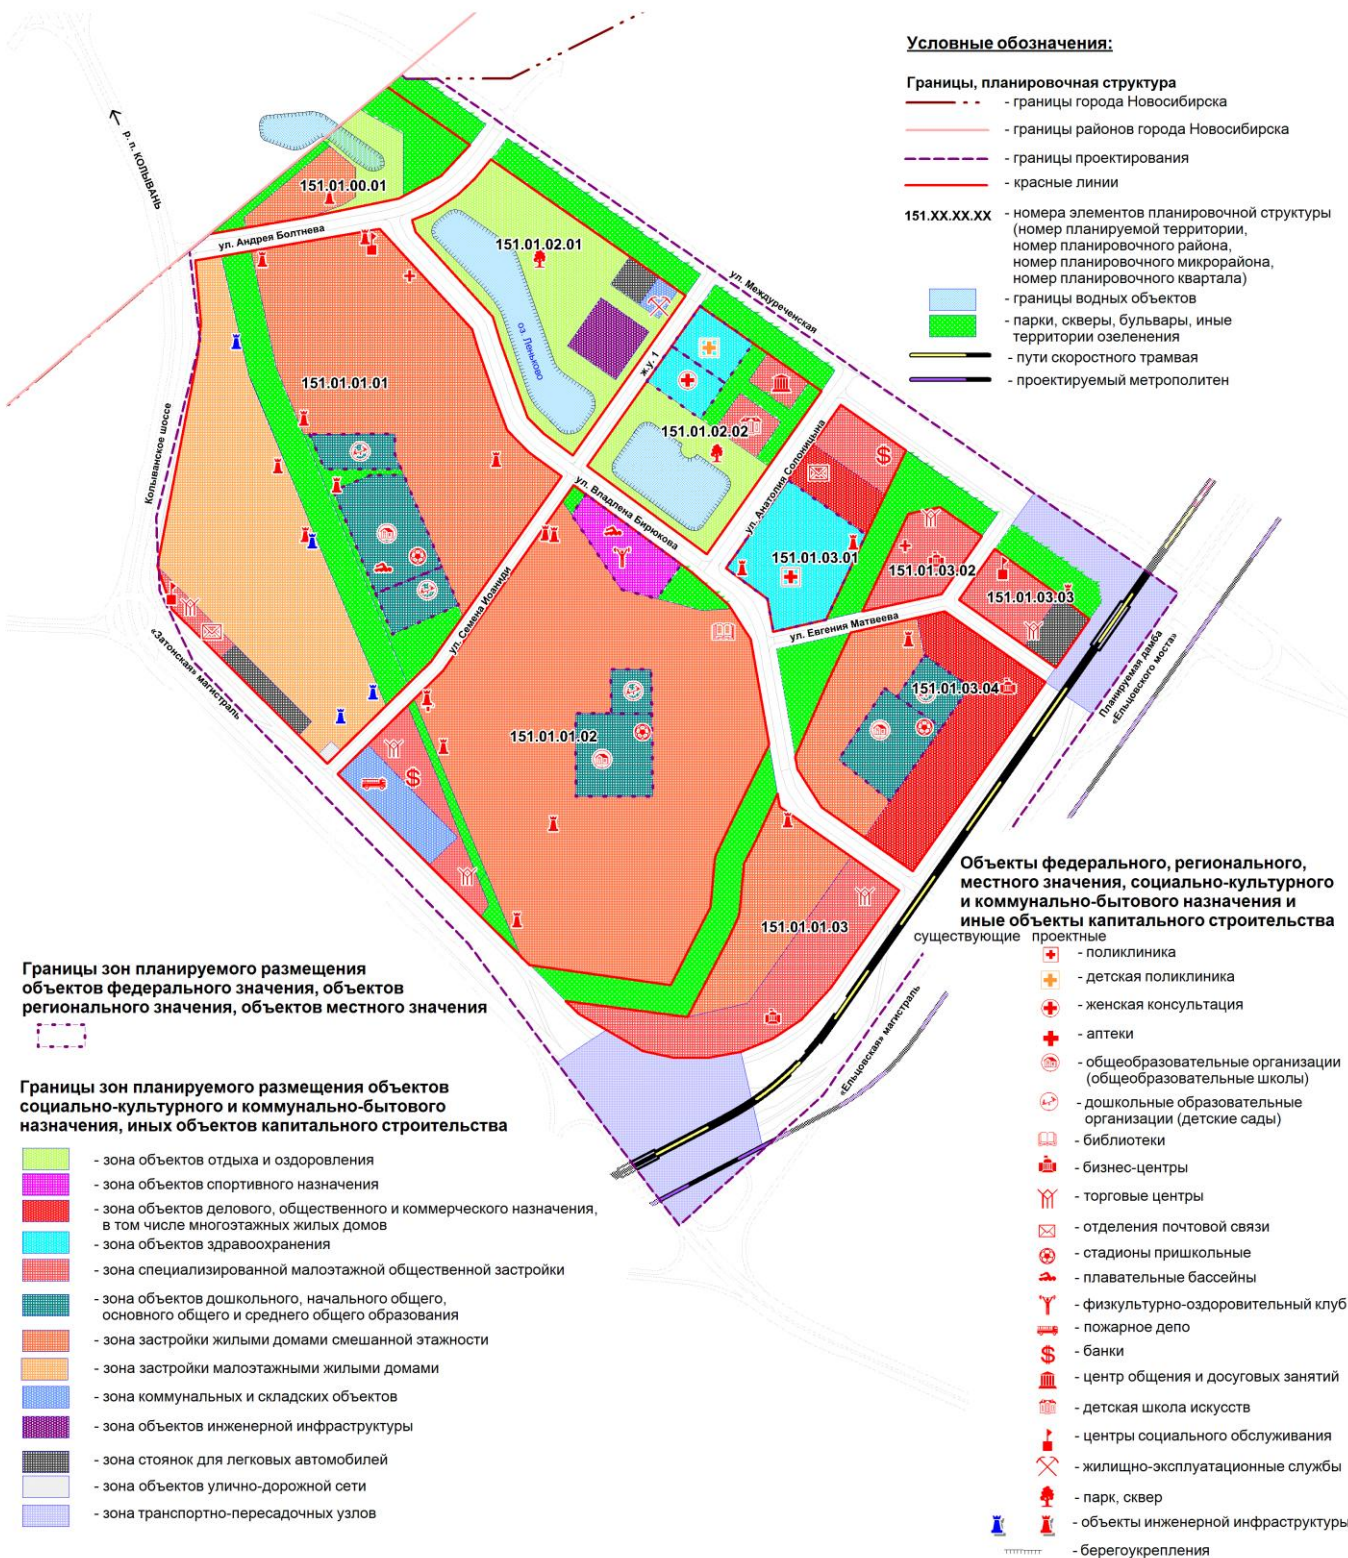 Условные обозначения:
Границы, планировочная структура
- границы города Новосибирска
- границы районов города Новосибирска
- границы проектирования
- красные линии
151.XX.XX.XX - номера элементов планировочной структуры
(номер планируемой территории,
номер планировочного района,
номер планировочного микрорайона,
номер планировочного квартала)
- границы водных объектов
- парки, скверы, бульвары, иные
территории озеленения
- пути скоростного трамвая
- проектируемый метрополитен
р. п. КОЛЫВАНЬ
151.01.00.01
ул. Андрея Болтнева
151.01.02.01
ул. Междуреченская
оз. Леньково
ж.у. 1
151.01.01.01
Колыванское шоссе
151.01.02.02
ул. Анатолия Солоницына
ул. Владлена Бирюкова
151.01.03.01
151.01.03.02
151.01.03.03
ул. Семена Иоаниди
ул. Евгения Матвеева
«Затонская» магистраль
Планируемая дамба
«Ельцовского моста»
151.01.03.04
151.01.01.02
151.01.01.03
«Ельцовская» магистраль
Объекты федерального, регионального,
местного значения, социально-культурного
и коммунально-бытового назначения и
иные объекты капитального строительства
существующие проектные
- поликлиника
- детская поликлиника
- женская консультация
- аптеки
- общеобразовательные организации
(общеобразовательные школы)
- дошкольные образовательные
организации (детские сады)
- библиотеки
- бизнес-центры
- торговые центры
- отделения почтовой связи
- стадионы пришкольные
- плавательные бассейны
- физкультурно-оздоровительный клуб
- пожарное депо
- банки
- центр общения и досуговых занятий
- детская школа искусств
- центры социального обслуживания
- жилищно-эксплуатационные службы
- парк, сквер
- объекты инженерной инфраструктуры
- берегоукрепления
Границы зон планируемого размещения
объектов федерального значения, объектов
регионального значения, объектов местного значения
Границы зон планируемого размещения объектов
социально-культурного и коммунально-бытового
назначения, иных объектов капитального строительства
- зона объектов отдыха и оздоровления
- зона объектов спортивного назначения
- зона объектов делового, общественного и коммерческого назначения,
в том числе многоэтажных жилых домов
- зона объектов здравоохранения
- зона специализированной малоэтажной общественной застройки
- зона объектов дошкольного, начального общего,
основного общего и среднего общего образования
- зона застройки жилыми домами смешанной этажности
- зона застройки малоэтажными жилыми домами
- зона коммунальных и складских объектов
- зона объектов инженерной инфраструктуры
- зона стоянок для легковых автомобилей
- зона объектов улично-дорожной сети
- зона транспортно-пересадочных узлов